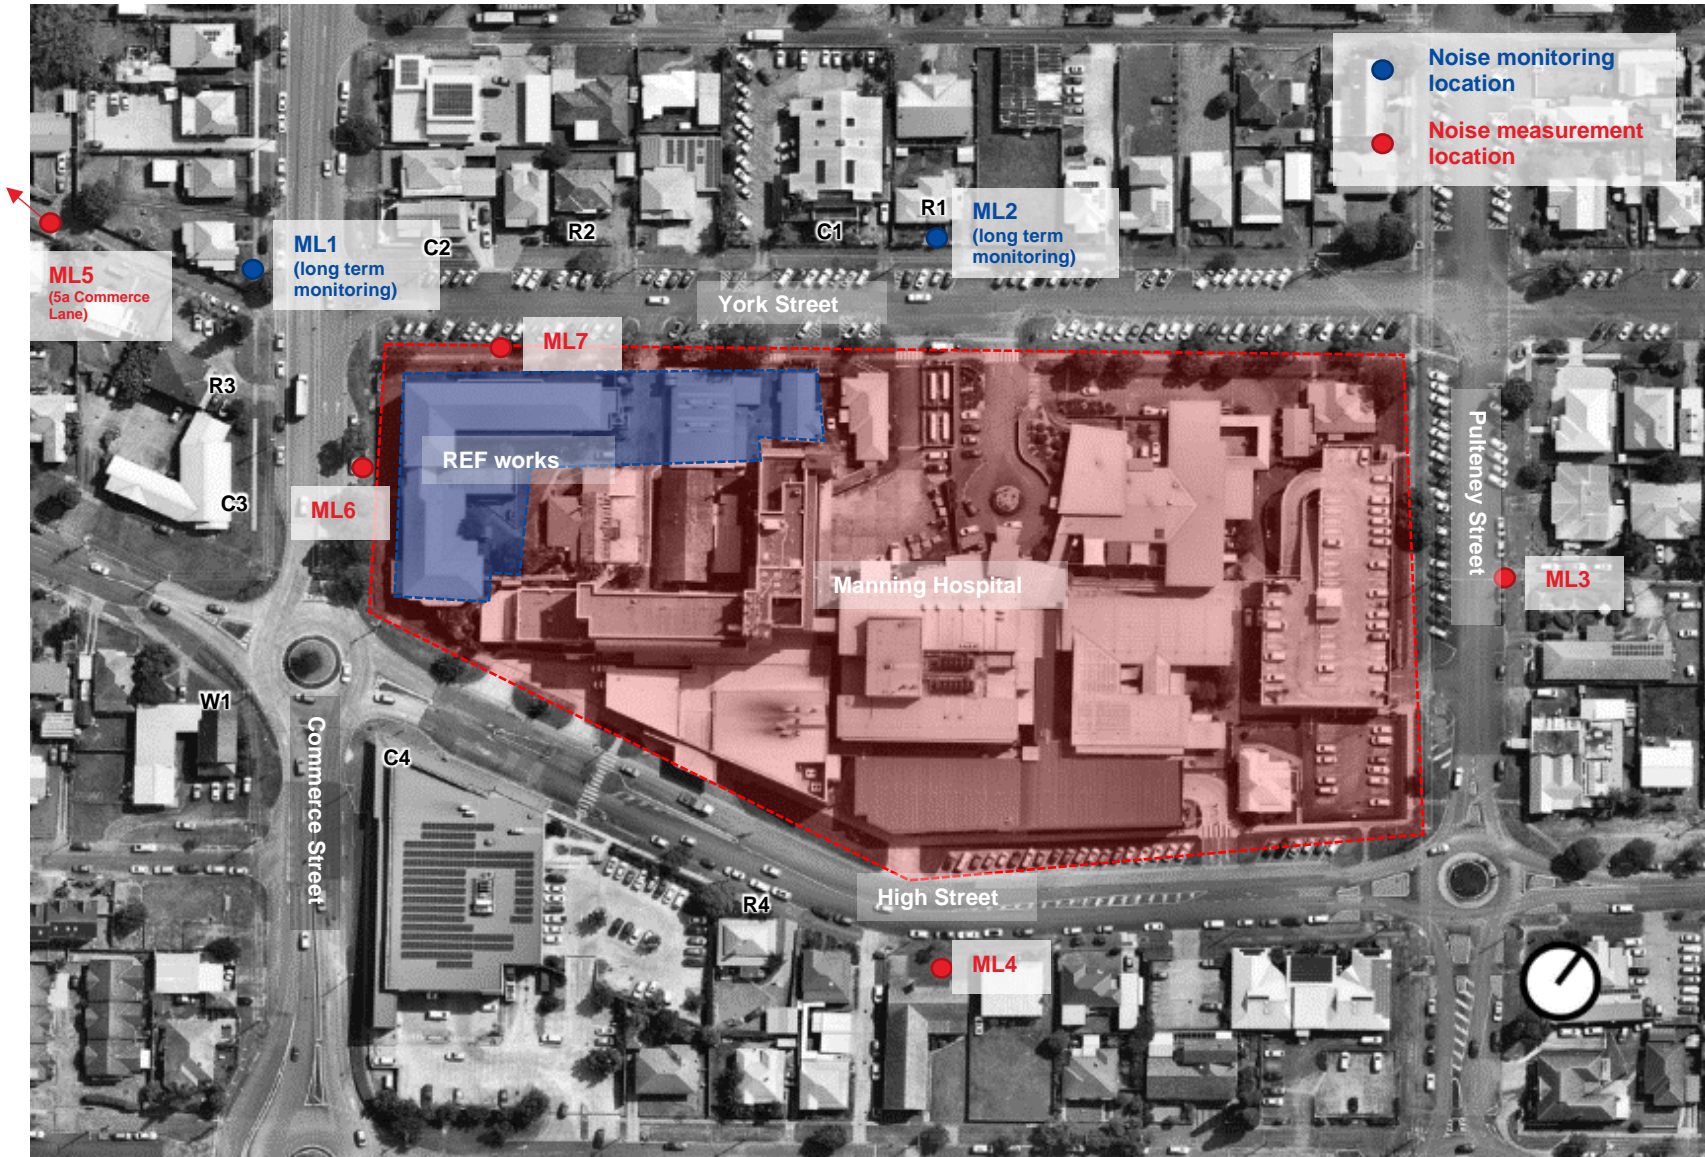 Noise monitoring
location
Noise measurement
location
R1
ML2
(long term
monitoring)
C1
R2
C2
ML1
(long term
monitoring)
ML5
(5a Commerce
Lane)
York Street
ML7
R3
REF works
Pulteney Street
C3
ML6
Manning Hospital
ML3
W1
Commerce Street
C4
High Street
R4
ML4